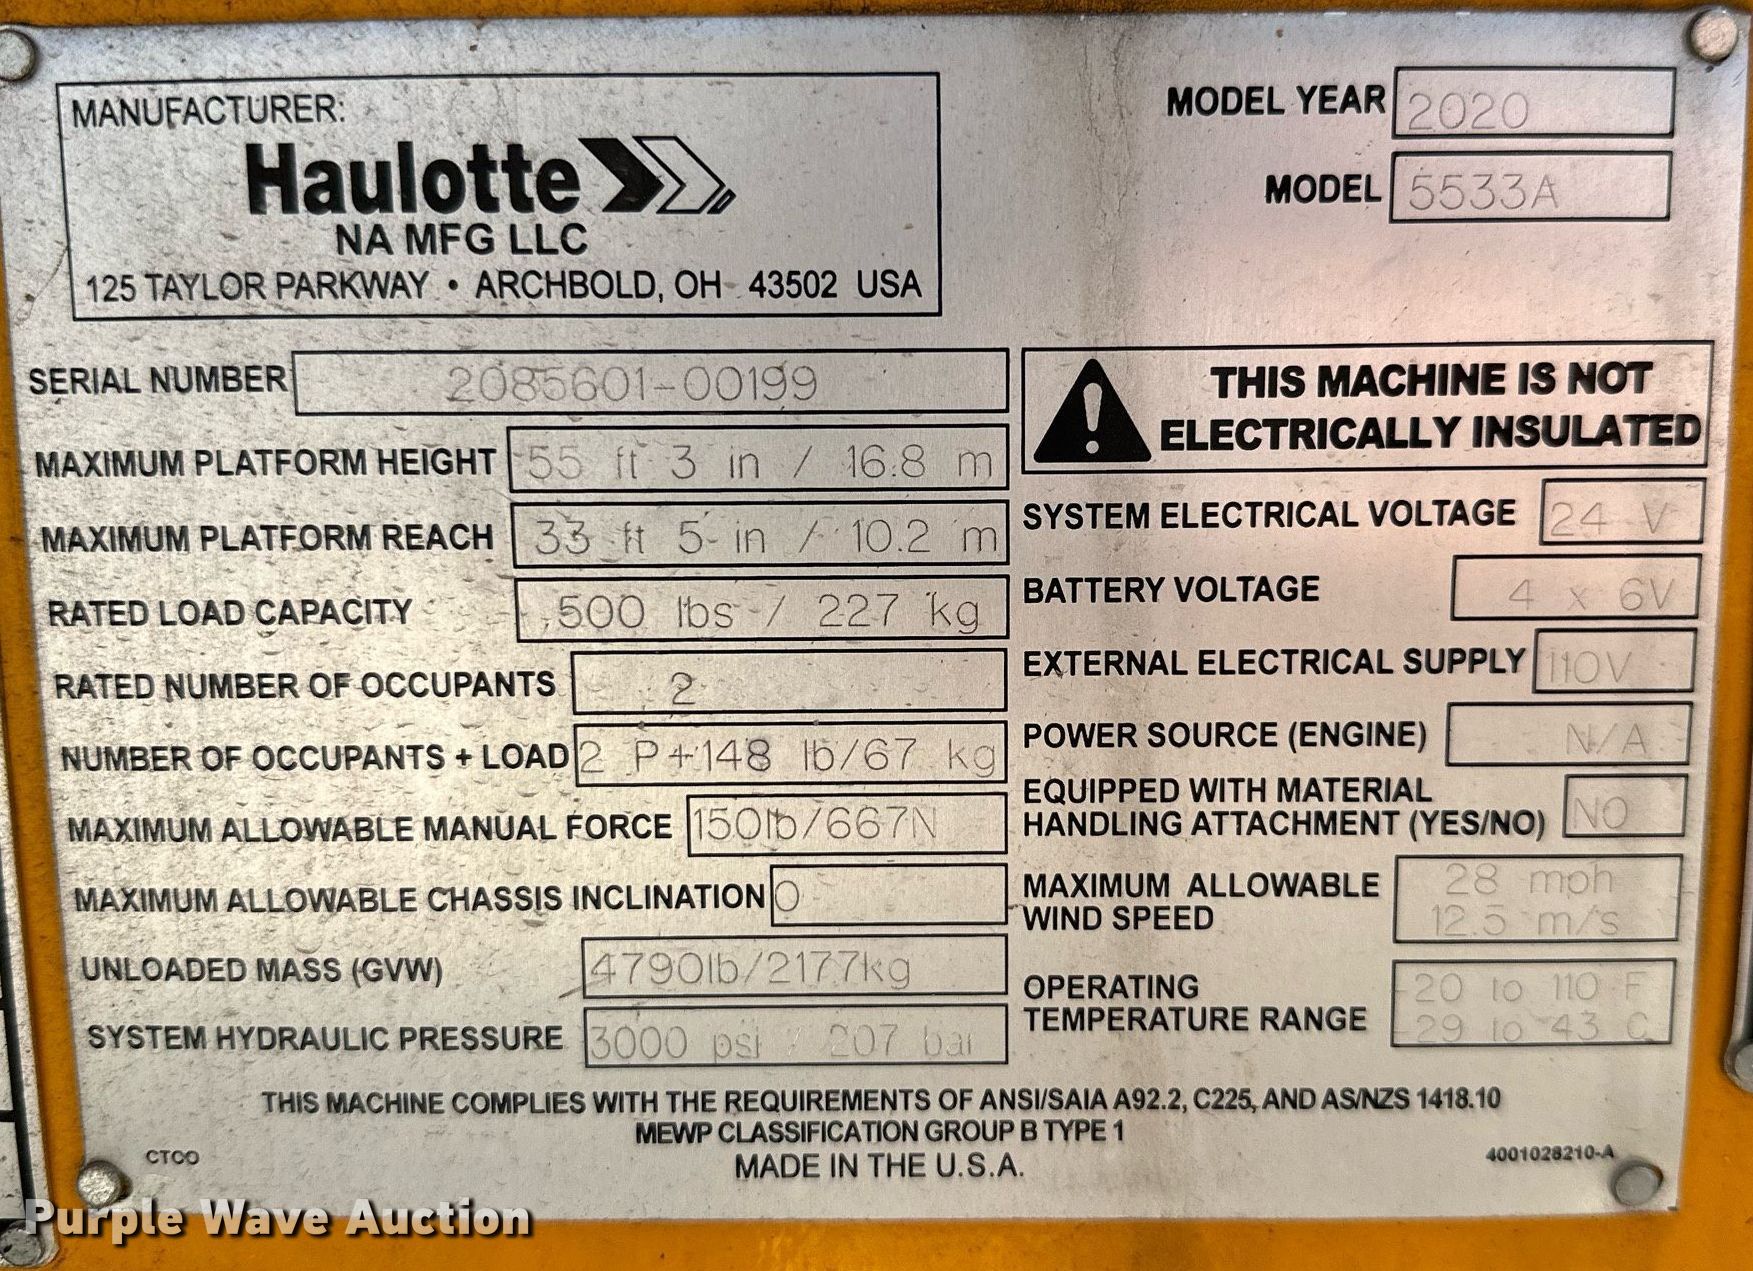 MANUFACTURER:
Haulotte
NA MFG LLC
125 TAYLOR PARKWAY • ARCHBOLD, OH 43502 USA
MODEL YEAR 2020
MODEL 5533A
SERIAL NUMBER 2085601-00199
MAXIMUM PLATFORM HEIGHT 55 ft 3 in / 16.8 m
MAXIMUM PLATFORM REACH 33 ft 5 in / 10.2 m
RATED LOAD CAPACITY 500 lbs / 227 kg
RATED NUMBER OF OCCUPANTS 2
NUMBER OF OCCUPANTS + LOAD 2 P+148 lb/67 kg
MAXIMUM ALLOWABLE MANUAL FORCE 150lb/667N
MAXIMUM ALLOWABLE CHASSIS INCLINATION 0
UNLOADED MASS (GVW) 4790lb/2177kg
SYSTEM HYDRAULIC PRESSURE 3000 psi / 207 bar
THIS MACHINE IS NOT
ELECTRICALLY INSULATED
SYSTEM ELECTRICAL VOLTAGE 24 V
BATTERY VOLTAGE 4 x 6V
EXTERNAL ELECTRICAL SUPPLY 110V
POWER SOURCE (ENGINE) N/A
EQUIPPED WITH MATERIAL
HANDLING ATTACHMENT (YES/NO) NO
MAXIMUM ALLOWABLE
WIND SPEED
28 mph
12.5 m/s
OPERATING
TEMPERATURE RANGE
-20 to 110 F
-29 to 43 C
THIS MACHINE COMPLIES WITH THE REQUIREMENTS OF ANSI/SAIA A92.2, C225, AND AS/NZS 1418.10
MEWP CLASSIFICATION GROUP B TYPE 1
MADE IN THE U.S.A.
CTOO
4001028210-A
Purple Wave Auction